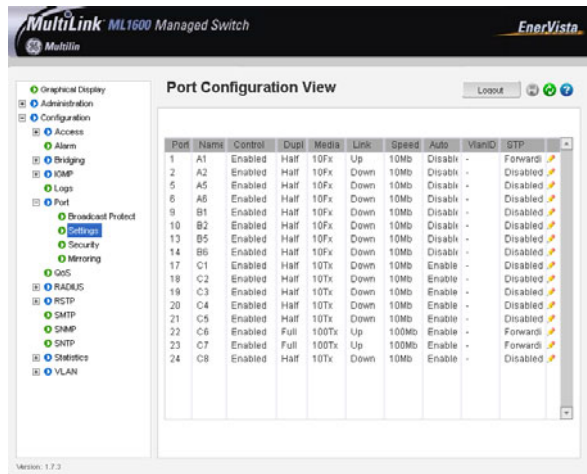 MultiLink ML1600 Managed Switch
EnerVista
Multilin
Graphical Display
Administration
Configuration
Access
Alarm
Bridging
IGMP
Logs
Port
Broadcast Protect
Settings
Security
Mirroring
QoS
RADIUS
RSTP
SMTP
SNMP
SNTP
Statistics
VLAN
Port Configuration View
Logout
Port Name Control Dupl Media Link Speed Auto VlanID STP
1 A1 Enabled Half 10Fx Up 10Mb Disable - Forwardi
2 A2 Enabled Half 10Fx Down 10Mb Disable - Disabled
5 A5 Enabled Half 10Fx Down 10Mb Disable - Disabled
6 A6 Enabled Half 10Fx Down 10Mb Disable - Disabled
9 B1 Enabled Half 10Fx Down 10Mb Disable - Disabled
10 B2 Enabled Half 10Fx Down 10Mb Disable - Disabled
13 B5 Enabled Half 10Fx Down 10Mb Disable - Disabled
14 B6 Enabled Half 10Fx Down 10Mb Disable - Disabled
17 C1 Enabled Half 10Tx Down 10Mb Enable - Disabled
18 C2 Enabled Half 10Tx Down 10Mb Enable - Disabled
19 C3 Enabled Half 10Tx Down 10Mb Enable - Disabled
20 C4 Enabled Half 10Tx Down 10Mb Enable - Disabled
21 C5 Enabled Half 10Tx Down 10Mb Enable - Disabled
22 C6 Enabled Full 100Tx Up 100Mb Enable - Forwardi
23 C7 Enabled Full 100Tx Up 100Mb Enable - Forwardi
24 C8 Enabled Half 10Tx Down 10Mb Enable - Disabled
Version: 1.7.3